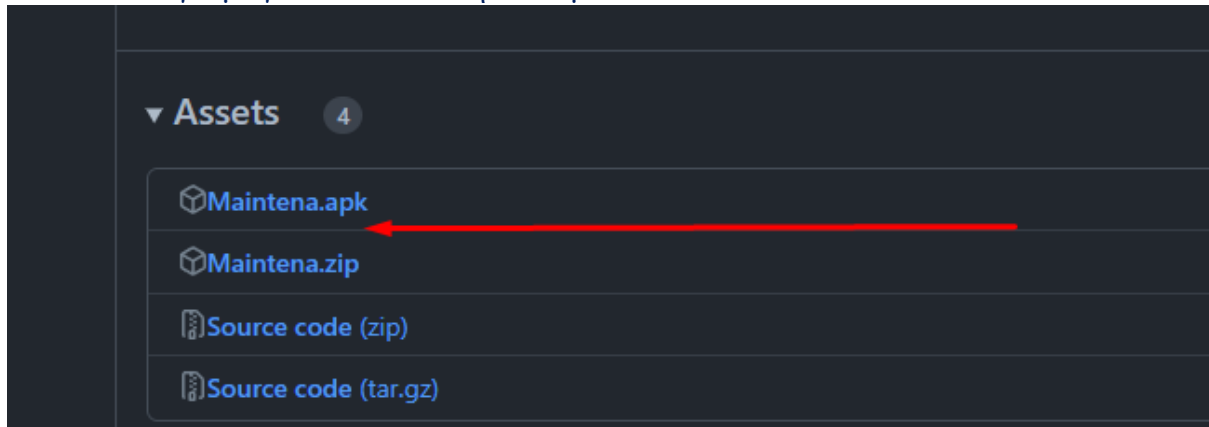 Assets 4
Maintena.apk
Maintena.zip
Source code (zip)
Source code (tar.gz)